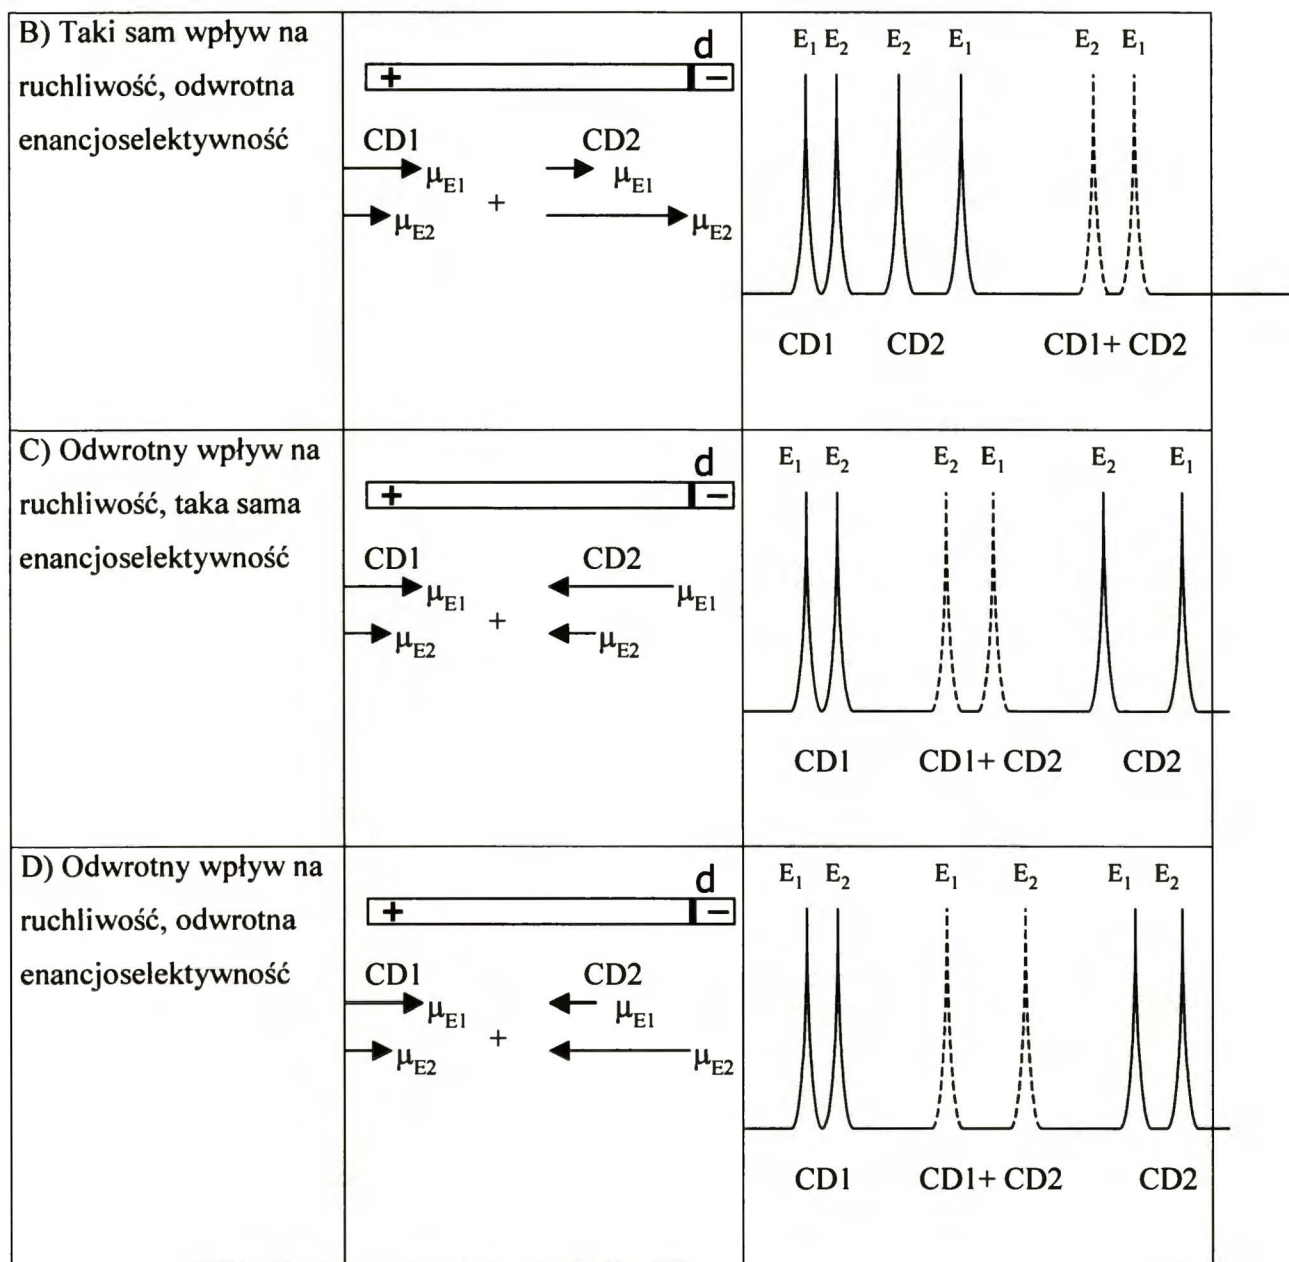 B) Taki sam wpływ na
ruchliwość, odwrotna
enancjoselektywność
d
+ −
CD1 CD2
μE1 μE1
+
μE2 μE2
E1 E2 E2 E1 E2 E1
CD1 CD2 CD1+ CD2
C) Odwrotny wpływ na
ruchliwość, taka sama
enancjoselektywność
d
+ −
CD1 CD2
μE1 μE1
+
μE2 μE2
E1 E2 E2 E1 E2 E1
CD1 CD1+ CD2 CD2
D) Odwrotny wpływ na
ruchliwość, odwrotna
enancjoselektywność
d
+ −
CD1 CD2
μE1 μE1
+
μE2 μE2
E1 E2 E1 E2 E1 E2
CD1 CD1+ CD2 CD2